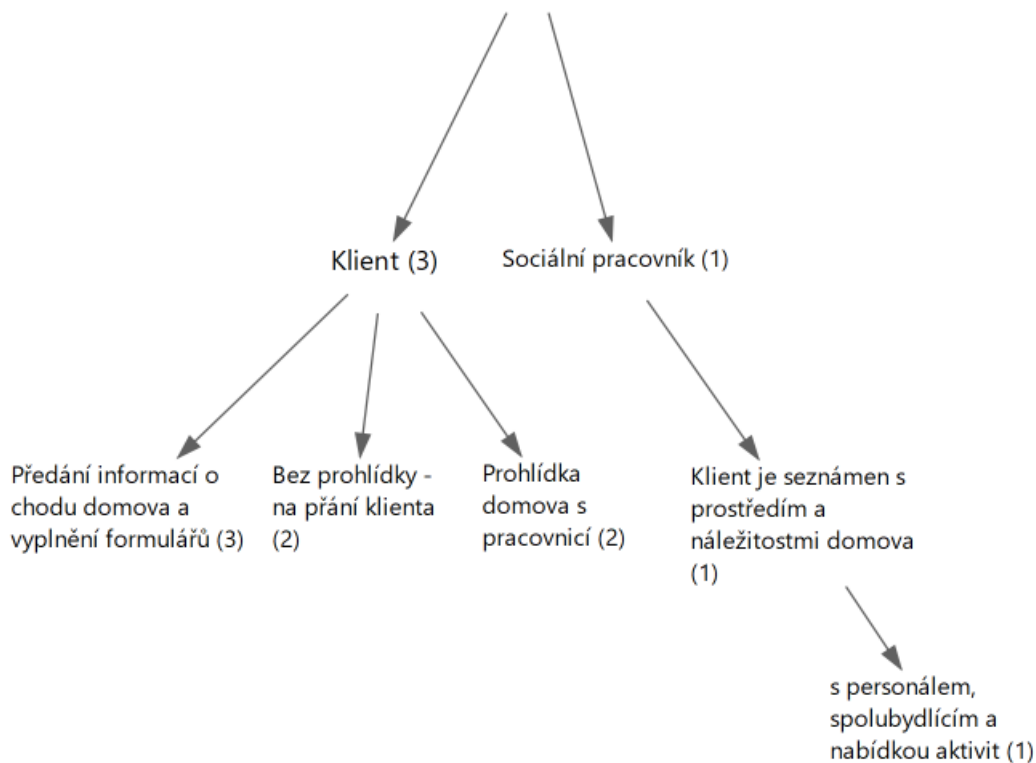 Klient (3)
Sociální pracovník (1)
Předání informací o
chodu domova a
vyplnění formulářů (3)
Bez prohlídky -
na přání klienta
(2)
Prohlídka
domova s
pracovnicí (2)
Klient je seznámen s
prostředím a
náležitostmi domova
(1)
s personálem,
spolubydlícím a
nabídkou aktivit (1)